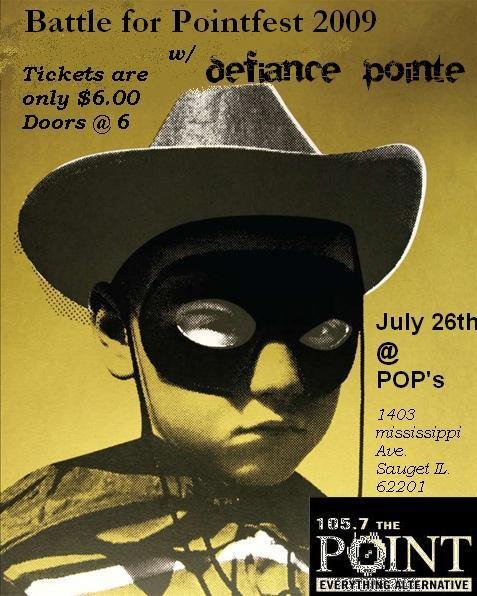 Battle for Pointfest 2009
w/
defiance pointe
Tickets are
only $6.00
Doors @ 6
July 26th
@
POP's
1403
mississippi
Ave.
Sauget IL.
62201
105.7 THE
POINT
EVERYTHING ALTERNATIVE